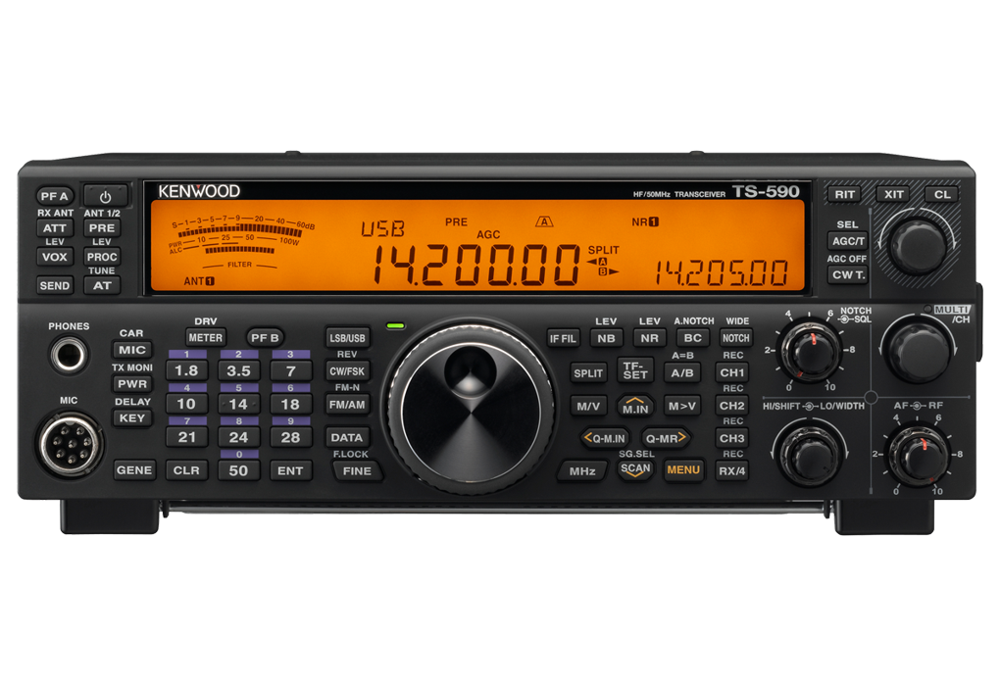 KENWOOD
HF/50MHz TRANSCEIVER TS-590
PF A
RX ANT ANT 1/2
ATT PRE
LEV LEV
VOX PROC
TUNE
SEND AT
S 1 3 5 7 9 20 40 60dB
PWR 10 25 50 100W
ALC
FILTER
ANT 1
USB
PRE
AGC
A
NR 1
14.200.00
SPLIT
◄A
B►
14.205.00
RIT XIT CL
SEL
AGC/T
AGC OFF
CW T.
PHONES
MIC
CAR
MIC
TX MONI
PWR
DELAY
KEY
GENE
DRV
METER PF B
1 2 3
1.8 3.5 7
4 5 6
10 14 18
7 8 9
21 24 28
0
CLR 50 ENT
LSB/USB
REV
CW/FSK
FM-N
FM/AM
DATA
F.LOCK
FINE
LEV LEV A.NOTCH WIDE
IF FIL NB NR BC NOTCH
A=B REC
SPLIT TF-SET A/B CH1
REC
M/V M.IN M>V CH2
REC
Q-M.IN Q-MR CH3
SG.SEL REC
MHz SCAN MENU RX/4
NOTCH
SQL
0 2 4 6 8 10
MULTI
/CH
HI/SHIFT LO/WIDTH
AF RF
0 2 4 6 8 10